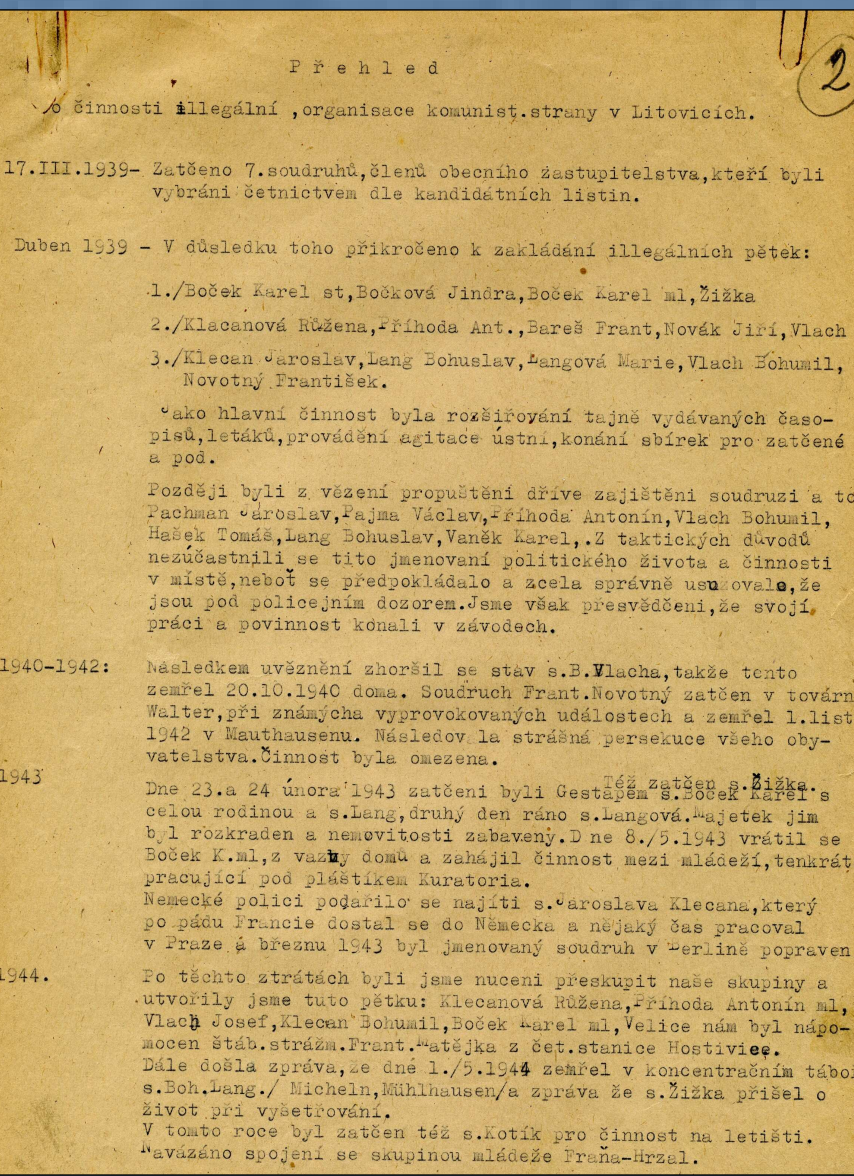 2
P ř e h l e d
o činnosti illegální ,organisace komunist.strany v Litovicích.
17.III.1939- Zatčeno 7.soudruhů,členů obecního zastupitelstva,kteří byli
vybráni četnictvem dle kandidátních listin.
Duben 1939 - V důsledku toho přikročeno k zakládání illegálních pětek:
1./Boček Karel st,Bočková Jindra,Boček Karel ml,Žižka
2./Klacanová Růžena,Příhoda Ant.,Bareš Frant,Novák Jiří,Vlach
3./Klecan Jaroslav,Lang Bohuslav,Langová Marie,Vlach Bohumil,
Novotný František.
Jako hlavní činnost byla rozšiřování tajně vydávaných časo-
pisů,letáků,provádění agitace ústní,konání sbírek pro zatčené
a pod.
Později byli z vězení propuštěni dříve zajištěni soudruzi a to
Pachman Jaroslav,Pajma Václav,Příhoda Antonín,Vlach Bohumil,
Hašek Tomáš,Lang Bohuslav,Vaněk Karel,.Z taktických důvodů
nezúčastnili se tito jmenovaní politického života a činnosti
v místě,neboť se předpokládalo a zcela správně usuzovalo,že
jsou pod policejním dozorem.Jsme však přesvědčeni,že svojí
práci a povinnost konali v závodech.
1940-1942: Následkem uvěznění zhoršil se stav s.B.Vlacha,takže tento
zemřel 20.10.1940 doma. Soudruch Frant.Novotný zatčen v továrn
Walter,při známýcha vyprovokovaných událostech a zemřel 1.list
1942 v Mauthausenu. Následov la strášná persekuce všeho oby-
vatelstva.Činnost byla omezena.
1943 Též zatčen s.Žižka.
Dne 23.a 24 února 1943 zatčeni byli Gestapem s.Boček Karel s
celou rodinou a s.Lang,druhý den ráno s.Langová.Majetek jim
byl rozkraden a nemovitosti zabaveny.D ne 8./5.1943 vrátil se
Boček K.ml,z vazby domů a zahájil činnost mezi mládeží,tenkrát
pracující pod pláštíkem Kuratoria.
Nemecké polici podařilo se najíti s.Jaroslava Klecana,který
po pádu Francie dostal se do Německa a nějaký čas pracoval
v Praze a březnu 1943 byl jmenovaný soudruh v Berlině popraven
1944. Po těchto ztrátách byli jsme nuceni přeskupit naše skupiny a
utvořily jsme tuto pětku: Klecanová Růžena,Příhoda Antonín ml,
Vlach Josef,Klecan Bohumil,Boček Karel ml,Velice nám byl nápo-
mocen štáb.strážm.Frant.Matějka z čet.stanice Hostivice.
Dále došla zpráva,že dne 1./5.1944 zemřel v koncentračním tábo
s.Boh.Lang./ Micheln,Mühlhausen/a zpráva že s.Žižka přišel o
život při vyšetřování.
V tomto roce byl zatčen též s.Kotík pro činnost na letišti.
Navázáno spojení se skupinou mládeže Fraňa-Hrzal.